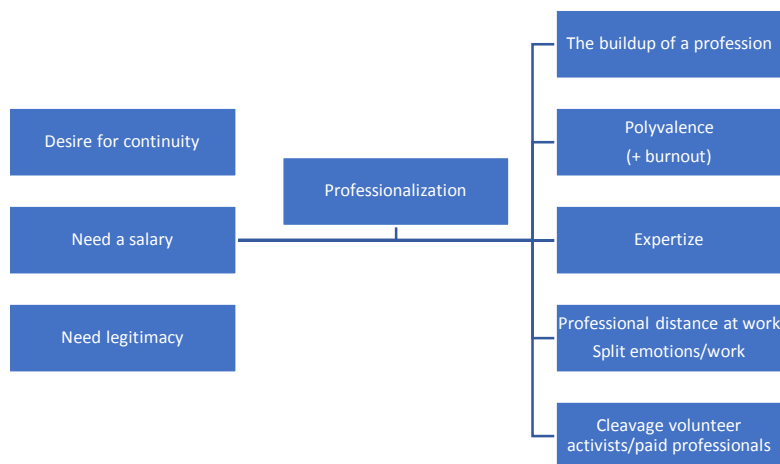 Desire for continuity
Need a salary
Need legitimacy
Professionalization
The buildup of a profession
Polyvalence
(+ burnout)
Expertize
Professional distance at work
Split emotions/work
Cleavage volunteer
activists/paid professionals